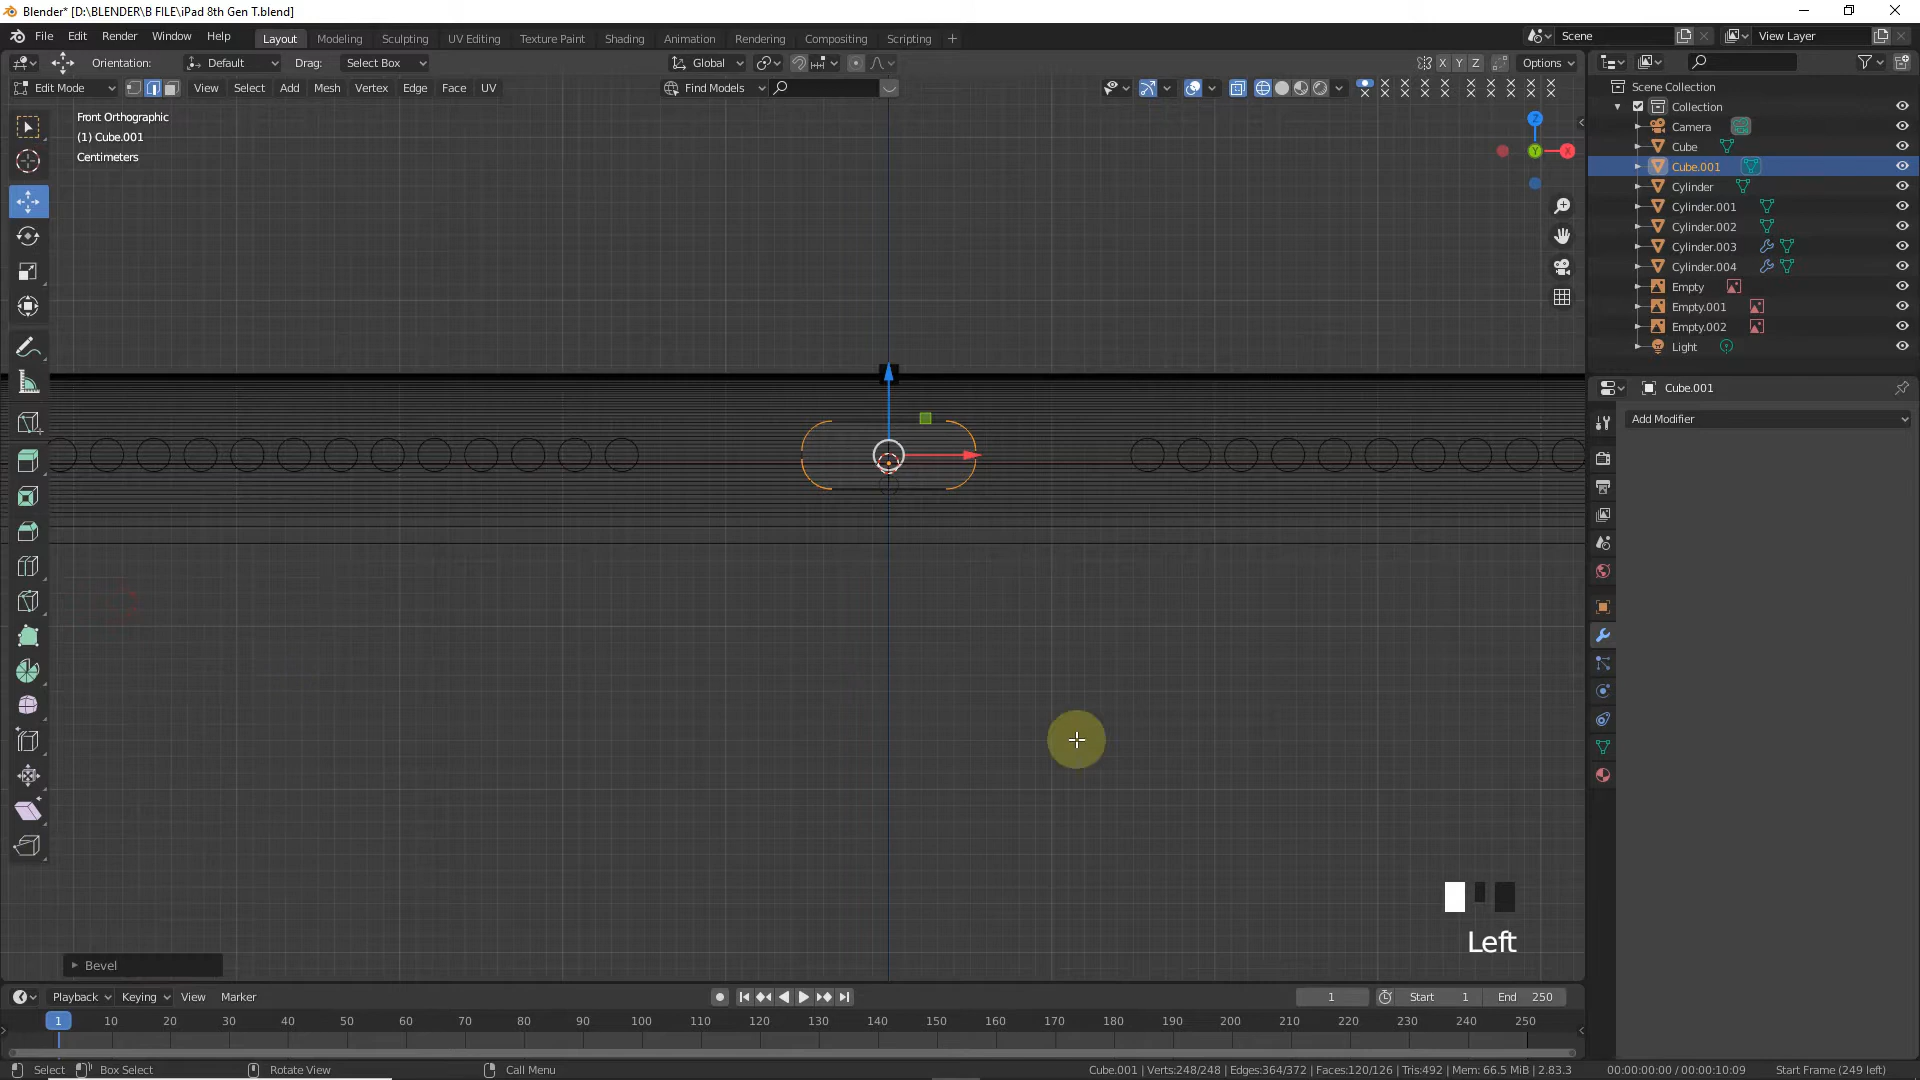 Blender* [D:\BLENDER\B FILE\iPad 8th Gen T.blend]
File Edit Render Window Help Layout Modeling Sculpting UV Editing Texture Paint Shading Animation Rendering Compositing Scripting + Scene View Layer
Orientation: Default Drag: Select Box Global X Y Z Options
Edit Mode View Select Add Mesh Vertex Edge Face UV Find Models
Scene Collection
Collection
Camera
Cube
Cube.001
Cylinder
Cylinder.001
Cylinder.002
Cylinder.003
Cylinder.004
Empty
Empty.001
Empty.002
Light
Front Orthographic
(1) Cube.001
Centimeters
Z
Y
X
Cube.001
Add Modifier
Left
Bevel
Playback Keying View Marker 1 Start 1 End 250
1 10 20 30 40 50 60 70 80 90 100 110 120 130 140 150 160 170 180 190 200 210 220 230 240 250
Select Box Select Rotate View Call Menu Cube.001 | Verts:248/248 | Edges:364/372 | Faces:120/126 | Tris:492 | Mem: 66.5 MiB | 2.83.3 00:00:00:00 / 00:00:10:09 Start Frame (249 left)